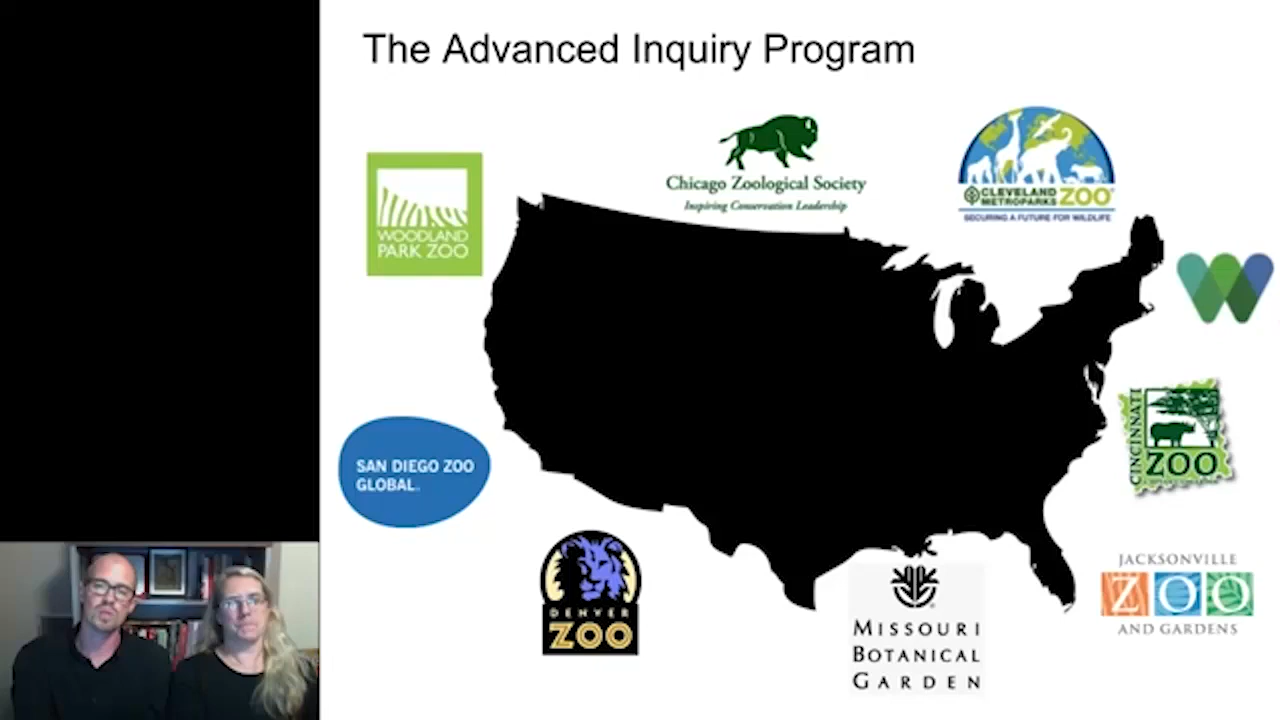 The Advanced Inquiry Program
Chicago Zoological Society
Inspiring Conservation Leadership
CLEVELAND
METROPARKS ZOO
SECURING A FUTURE FOR WILDLIFE
WOODLAND
PARK ZOO
W
CINCINNATI
ZOO
SAN DIEGO ZOO
GLOBAL.
DENVER
ZOO
MISSOURI
BOTANICAL
GARDEN
JACKSONVILLE
ZOO
AND GARDENS